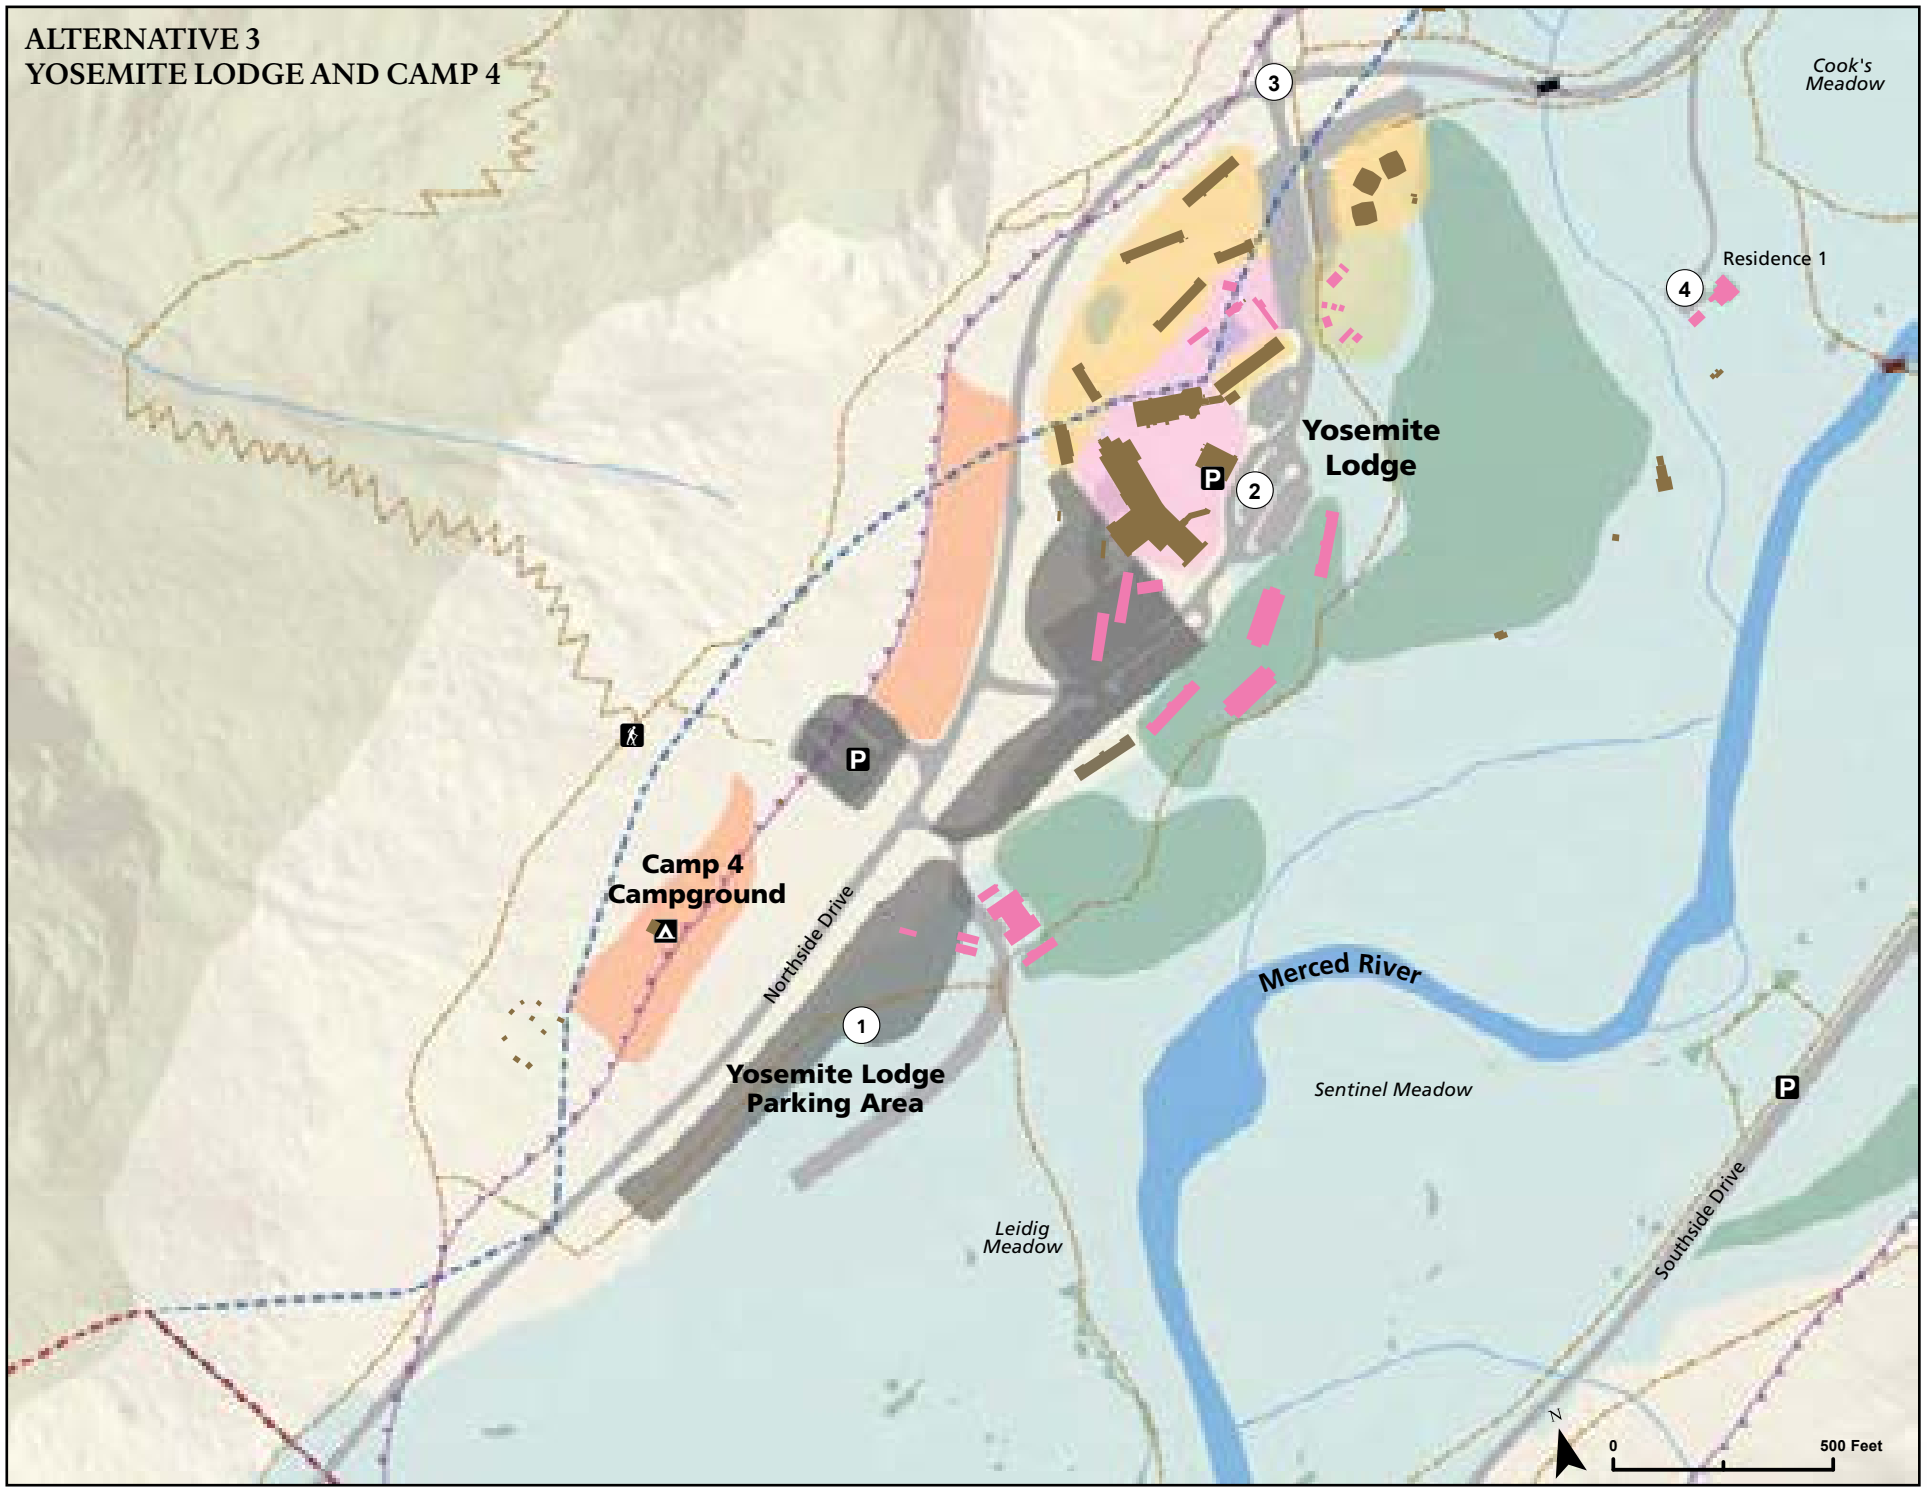 ALTERNATIVE 3
YOSEMITE LODGE AND CAMP 4
Cook's
Meadow
3
Residence 1
4
Yosemite
Lodge
P
2
P
Camp 4
Campground
Northside Drive
Merced River
1
Yosemite Lodge
Parking Area
Sentinel Meadow
P
Leidig
Meadow
Southside Drive
N
0
500 Feet